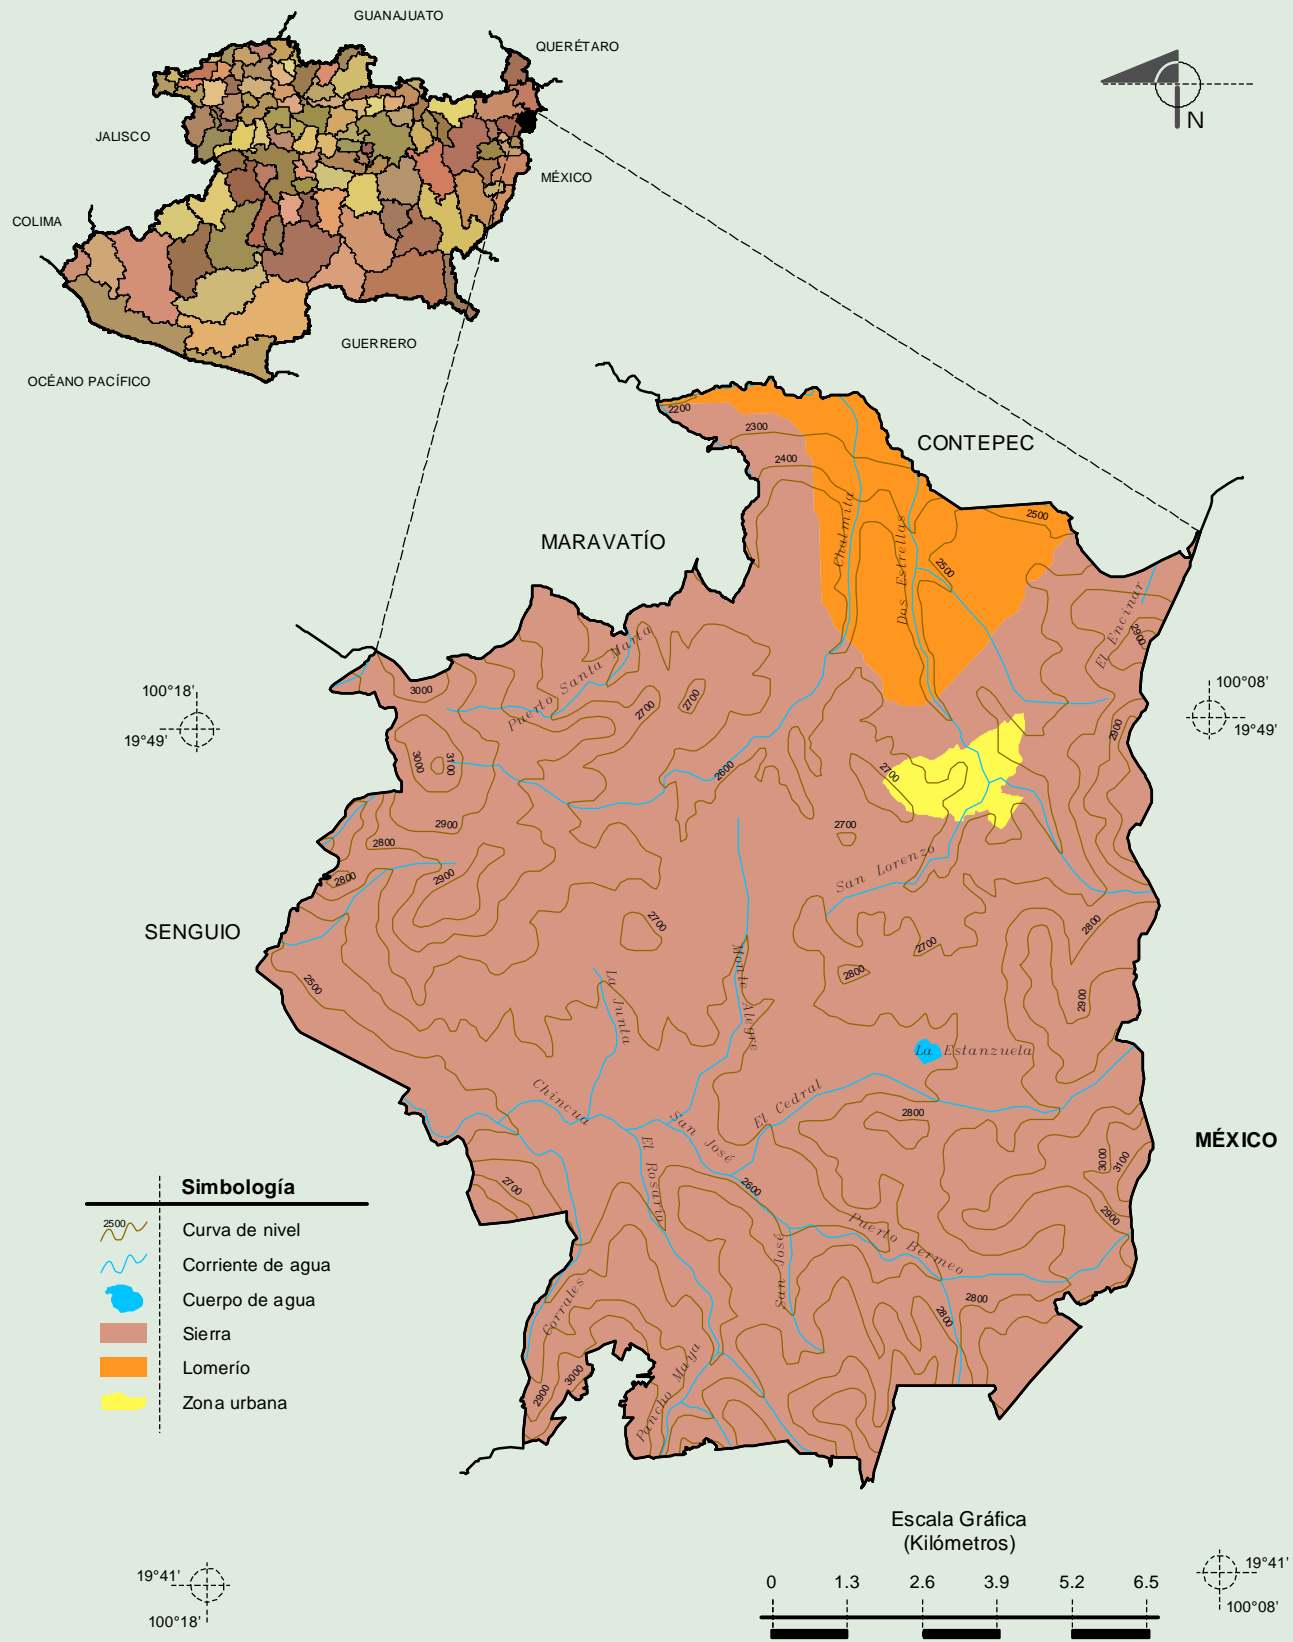 GUANAJUATO
QUERÉTARO
JALISCO
MÉXICO
COLIMA
GUERRERO
OCÉANO PACÍFICO
N
2200
2300
CONTEPEC
2400
Chalmita
2500
Dos Estrellas
MARAVATÍO
2500
El Encinar
2900
Puerto Santa María
3000
2700
2700
100°18'
19°49'
100°08'
19°49'
2900
3000
3100
2600
2700
2900
2700
2800
San Lorenzo
2800
2900
SENGUIO
2700
2700
2800
Monte Alegre
2800
2500
La Junta
2900
La Estanzuela
Chincua
San José
El Cedral
2800
MÉXICO
El Rosario
3000
3100
2700
2600
2900
Puerto Bermeo
San José
Corrales
2800
2800
Pancho Maya
2900
3000
Simbología
2500
Curva de nivel
Corriente de agua
Cuerpo de agua
Sierra
Lomerío
Zona urbana
Escala Gráfica
(Kilómetros)
0 1.3 2.6 3.9 5.2 6.5
19°41'
100°18'
19°41'
100°08'